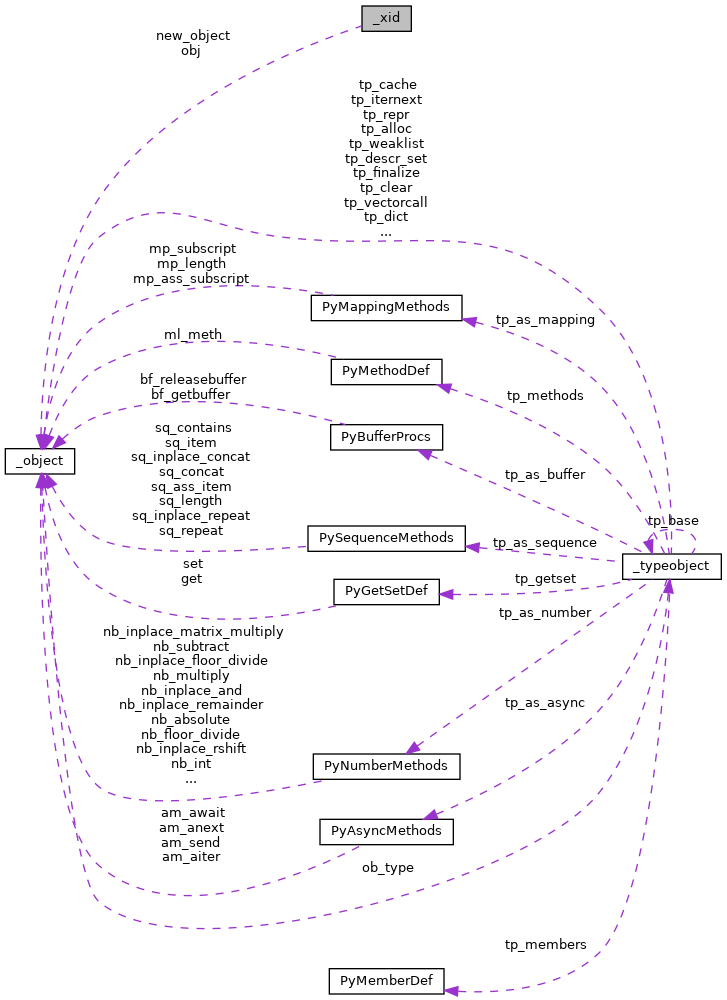 _xid
new_object
obj
tp_cache
tp_iternext
tp_repr
tp_alloc
tp_weaklist
tp_descr_set
tp_finalize
tp_clear
tp_vectorcall
tp_dict
...
mp_subscript
mp_length
mp_ass_subscript
PyMappingMethods
tp_as_mapping
ml_meth
PyMethodDef
tp_methods
bf_releasebuffer
bf_getbuffer
PyBufferProcs
tp_as_buffer
_object
sq_contains
sq_item
sq_inplace_concat
sq_concat
sq_ass_item
sq_length
sq_inplace_repeat
sq_repeat
PySequenceMethods
tp_as_sequence
tp_base
_typeobject
set
get
PyGetSetDef
tp_getset
tp_as_number
nb_inplace_matrix_multiply
nb_subtract
nb_inplace_floor_divide
nb_multiply
nb_inplace_and
nb_inplace_remainder
nb_absolute
nb_floor_divide
nb_inplace_rshift
nb_int
...
PyNumberMethods
tp_as_async
am_await
am_anext
am_send
am_aiter
PyAsyncMethods
ob_type
tp_members
PyMemberDef